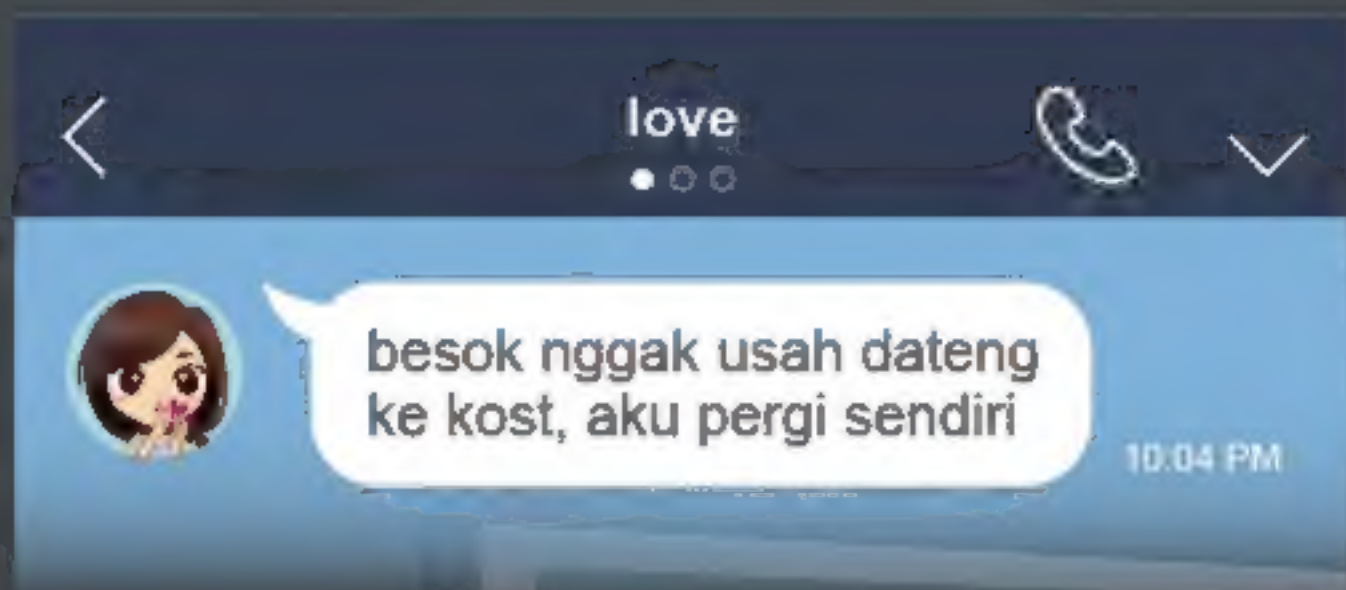 love
besok nggak usah dateng
ke kost, aku pergi sendiri
10:04 PM